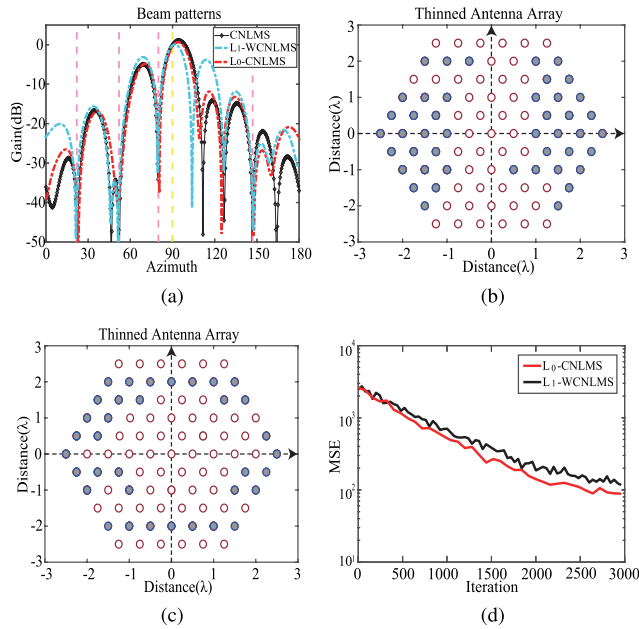 Beam patterns
CNLMS
L1-WCNLMS
L0-CNLMS
Gain(dB)
0
-10
-20
-30
-40
-50
0 30 60 90 120 150 180
Azimuth
(a)
Thinned Antenna Array
Distance(λ)
3
2
1
0
-1
-2
-3
-3 -2 -1 0 1 2 3
Distance(λ)
(b)
Thinned Antenna Array
Distance(λ)
3
2
1
0
-1
-2
-3
-3 -2 -1 0 1 2 3
Distance(λ)
(c)
L0-CNLMS
L1-WCNLMS
MSE
10^4
10^3
10^2
10^1
0 500 1000 1500 2000 2500 3000
Iteration
(d)